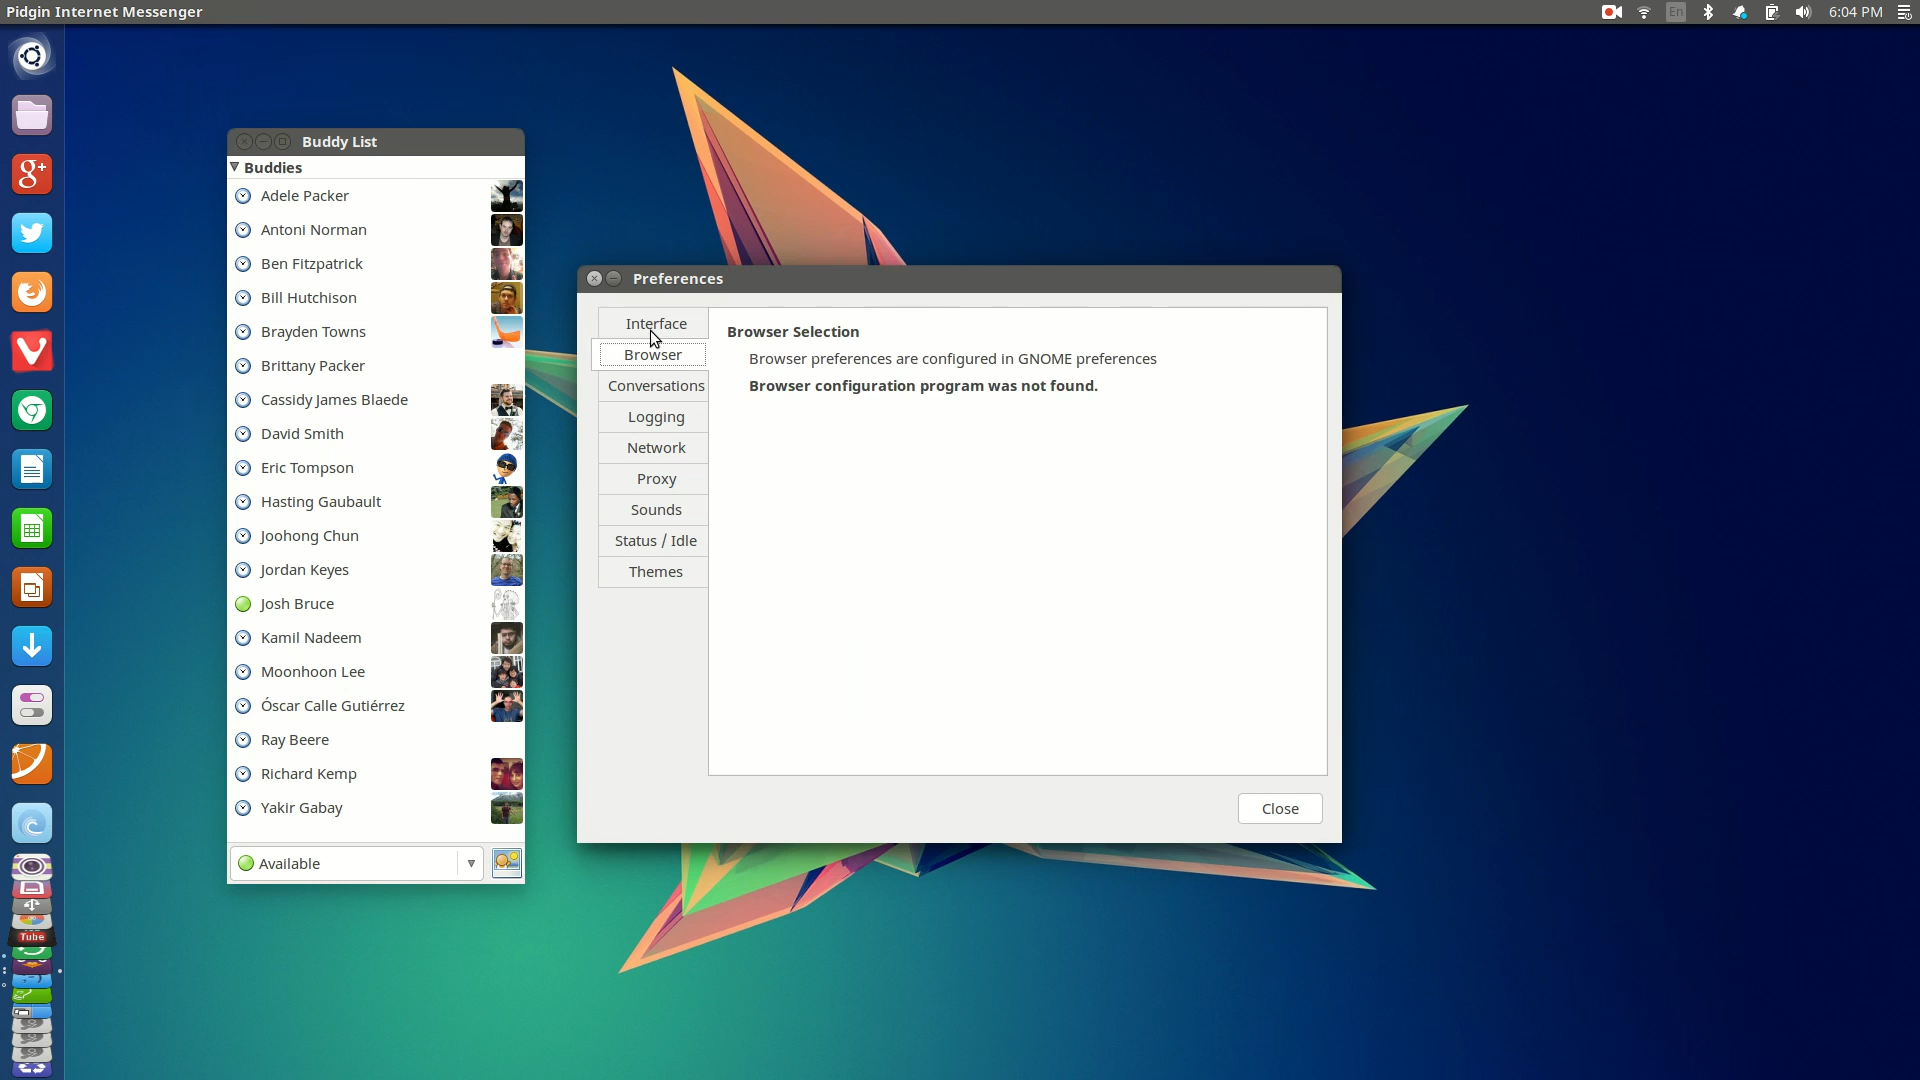 Pidgin Internet Messenger
En
6:04 PM
g+
Tube
Buddy List
Buddies
Adele Packer
Antoni Norman
Ben Fitzpatrick
Bill Hutchison
Brayden Towns
Brittany Packer
Cassidy James Blaede
David Smith
Eric Tompson
Hasting Gaubault
Joohong Chun
Jordan Keyes
Josh Bruce
Kamil Nadeem
Moonhoon Lee
Óscar Calle Gutiérrez
Ray Beere
Richard Kemp
Yakir Gabay
Available
Preferences
Interface
Browser
Conversations
Logging
Network
Proxy
Sounds
Status / Idle
Themes
Browser Selection
Browser preferences are configured in GNOME preferences
Browser configuration program was not found.
Close